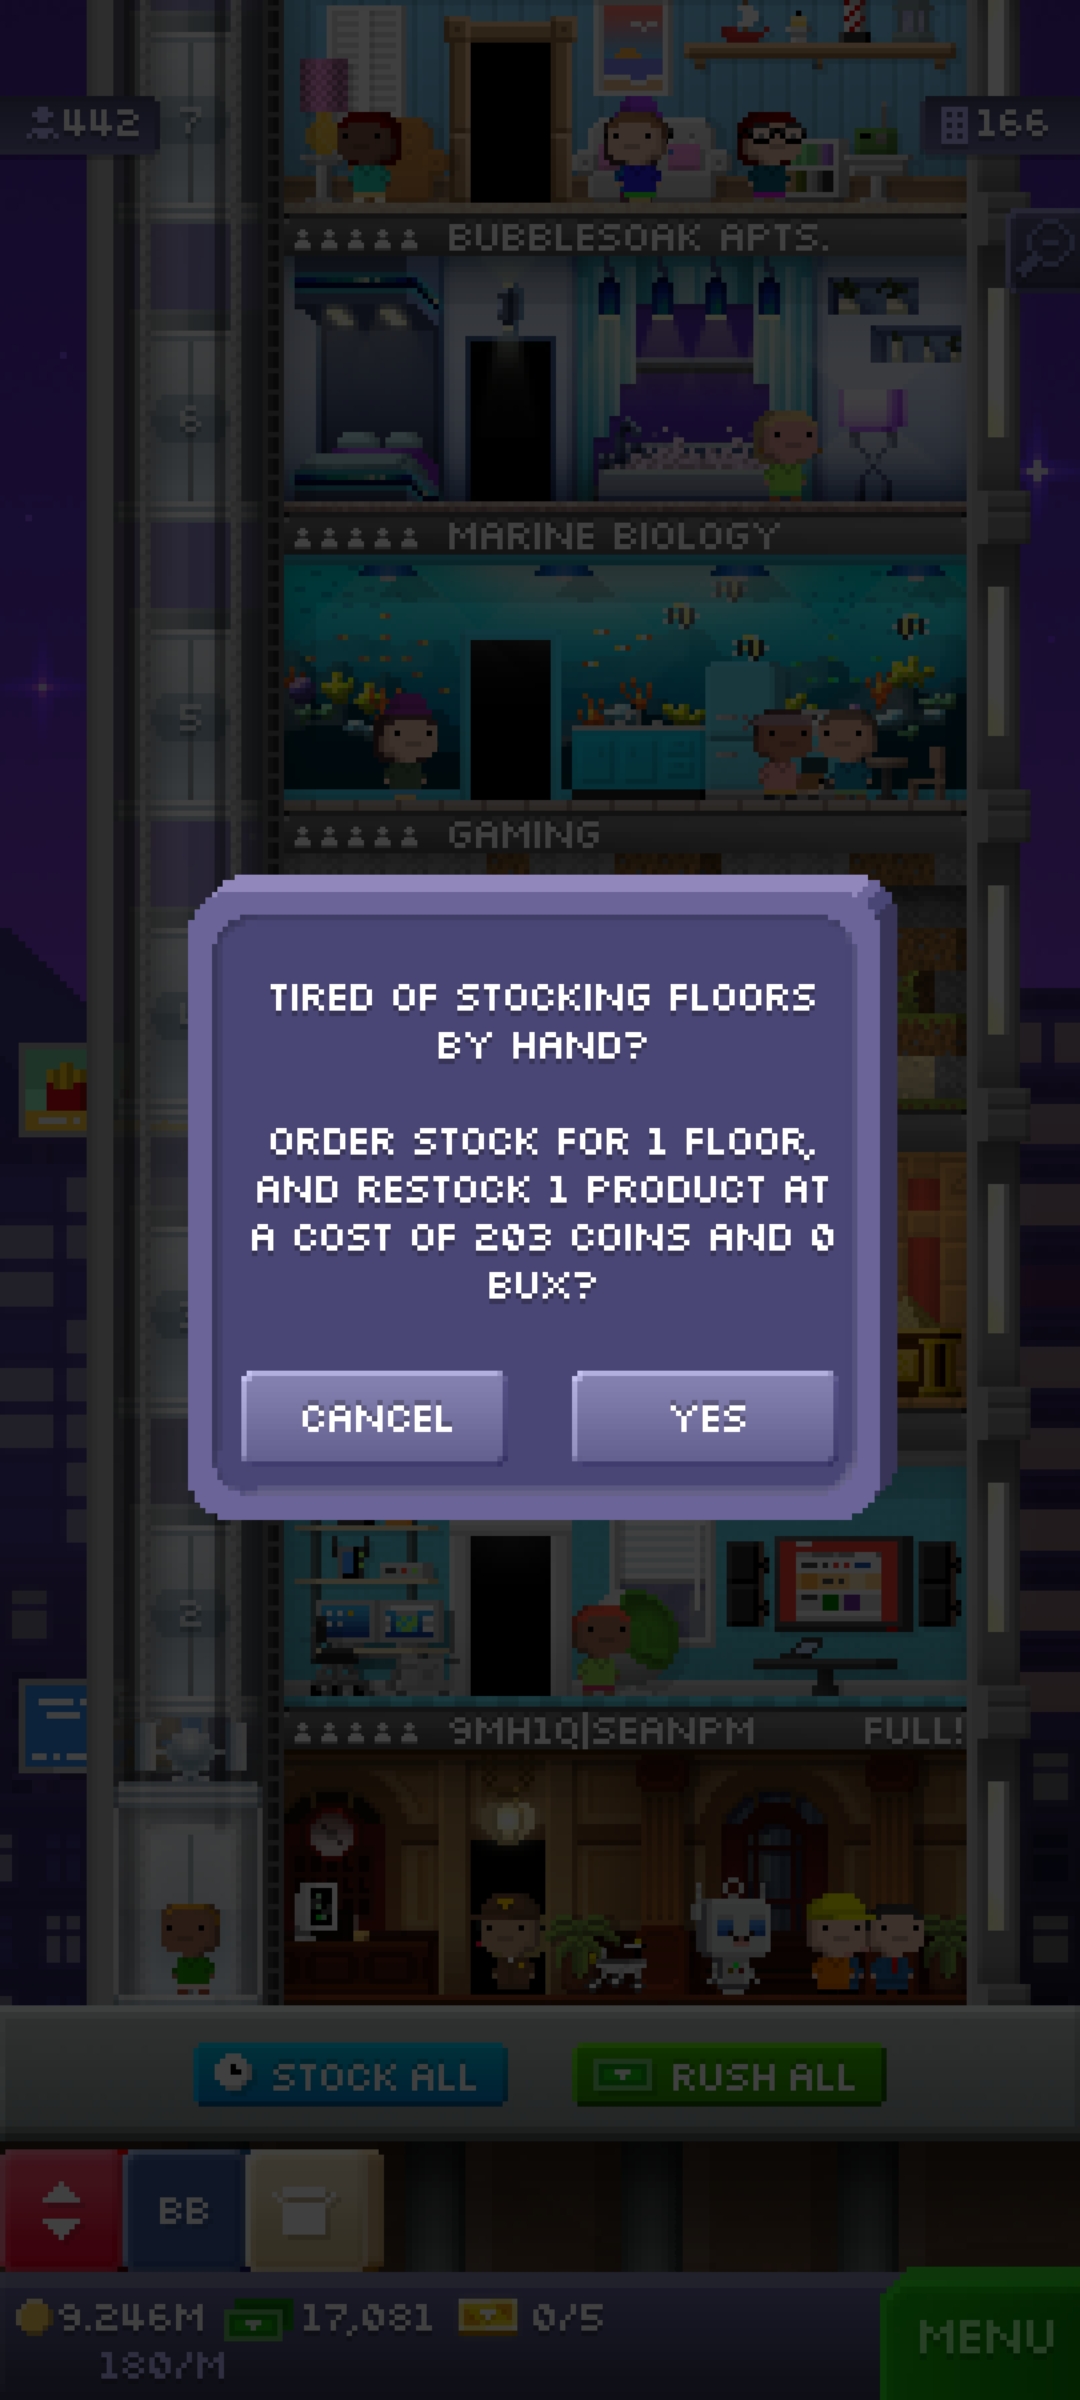 442
7
166
BUBBLESOAK APTS.
6
MARINE BIOLOGY
5
GAMING
TIRED OF STOCKING FLOORS
BY HAND?
ORDER STOCK FOR 1 FLOOR,
AND RESTOCK 1 PRODUCT AT
A COST OF 203 COINS AND 0
BUX?
CANCEL
YES
2
9MH1Q|SEANPM
FULL!
STOCK ALL
RUSH ALL
BB
9.246M
17,081
0/5
180/M
MENU